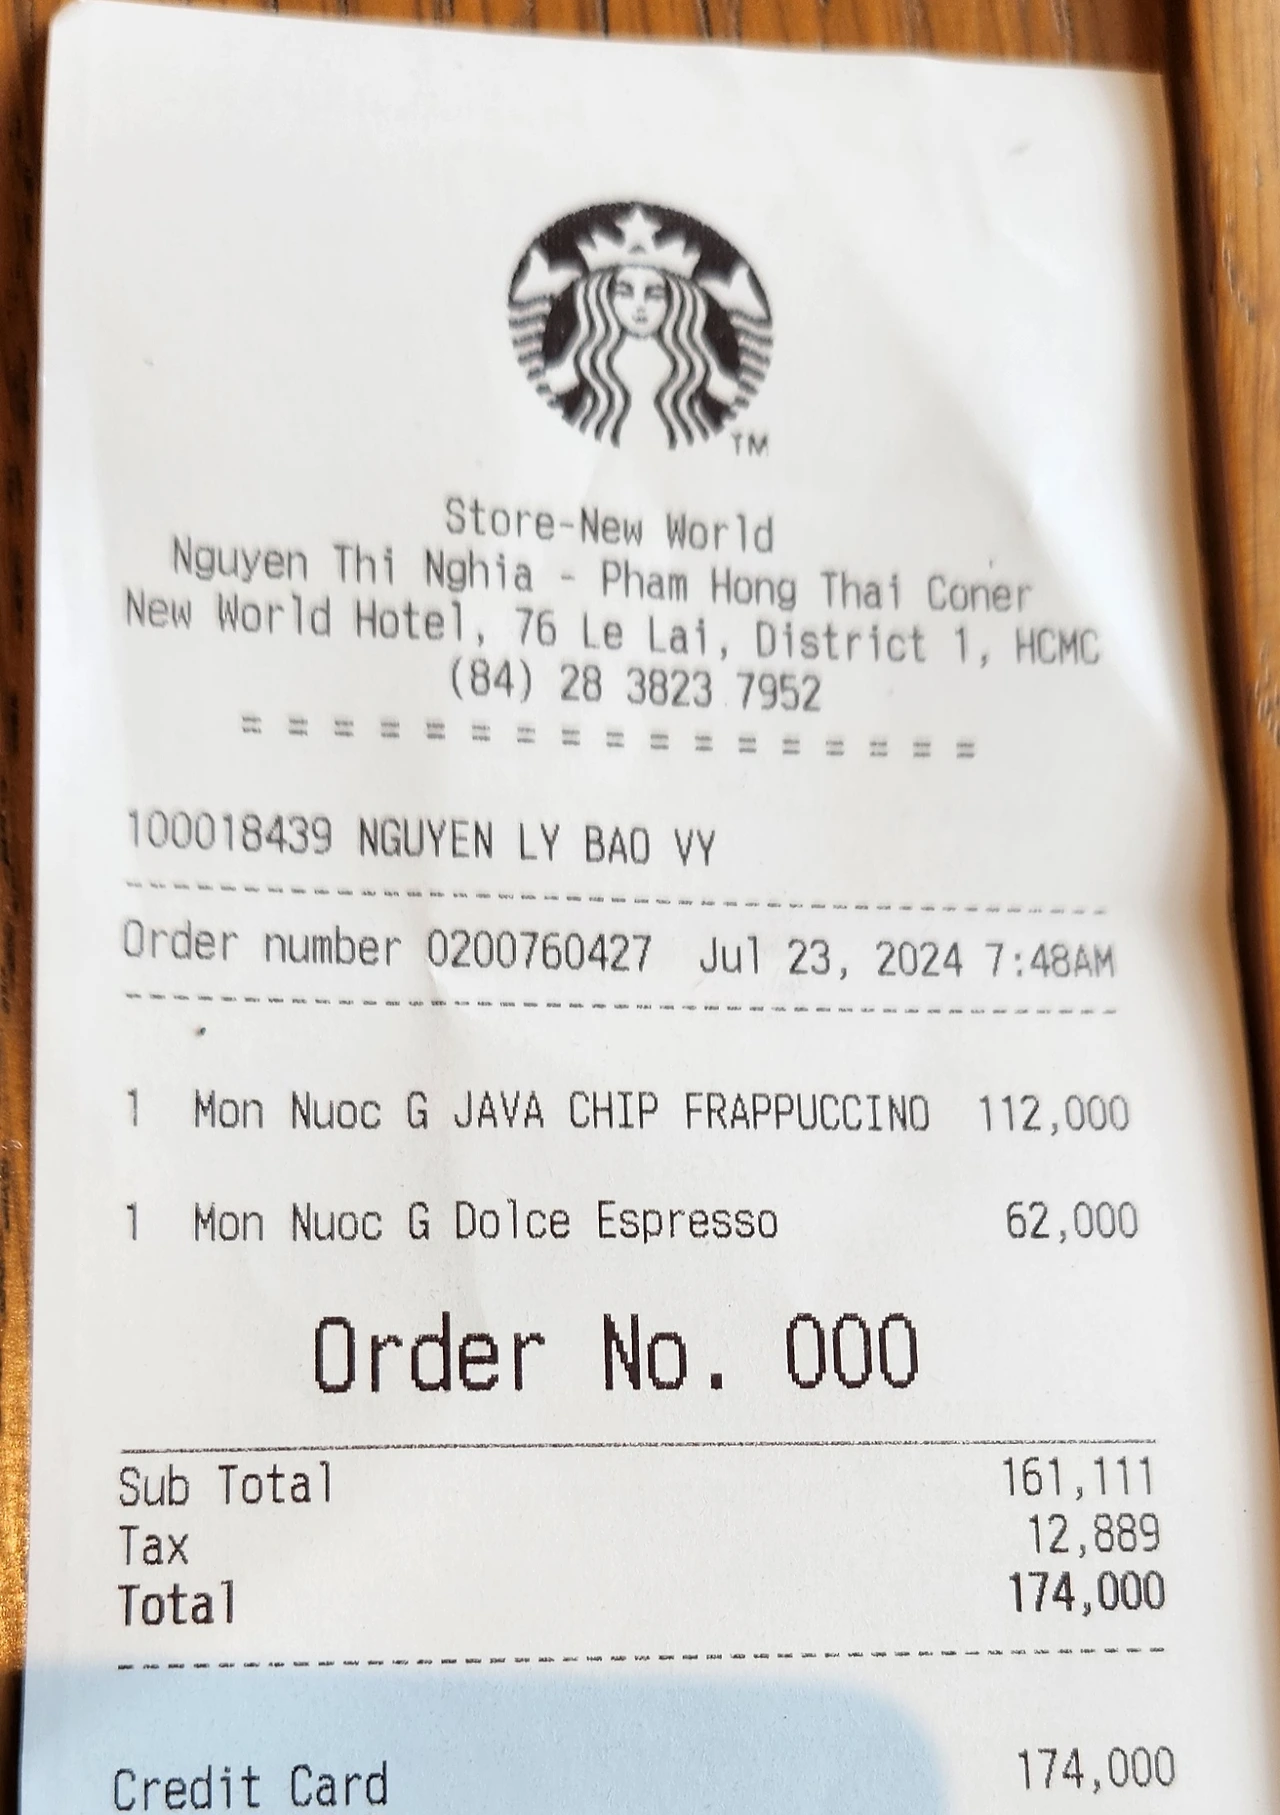 TM
Store-New World
Nguyen Thi Nghia - Pham Hong Thai Coner
New World Hotel, 76 Le Lai, District 1, HCMC
(84) 28 3823 7952
= = = = = = = = = = = = = = = = =
100018439 NGUYEN LY BAO VY
Order number 0200760427 Jul 23, 2024 7:48AM
1 Mon Nuoc G JAVA CHIP FRAPPUCCINO 112,000
1 Mon Nuoc G Dolce Espresso 62,000
Order No. 000
Sub Total 161,111
Tax 12,889
Total 174,000
Credit Card 174,000